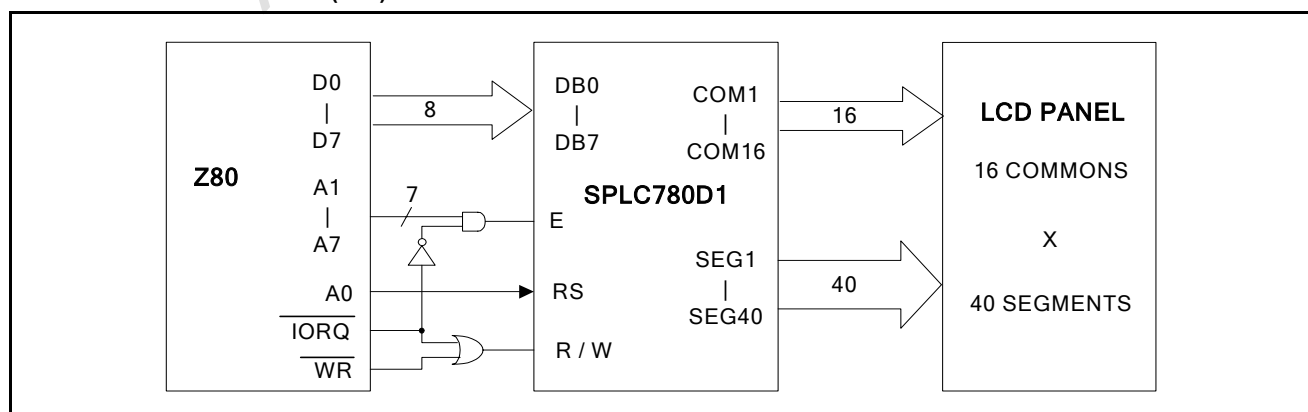 D0
|
D7
8
DB0
|
DB7
COM1
|
COM16
16
LCD PANEL
16 COMMONS
X
40 SEGMENTS
Z80
A1
|
A7
7
E
SPLC780D1
SEG1
|
SEG40
40
A0
RS
IORQ
WR
R / W